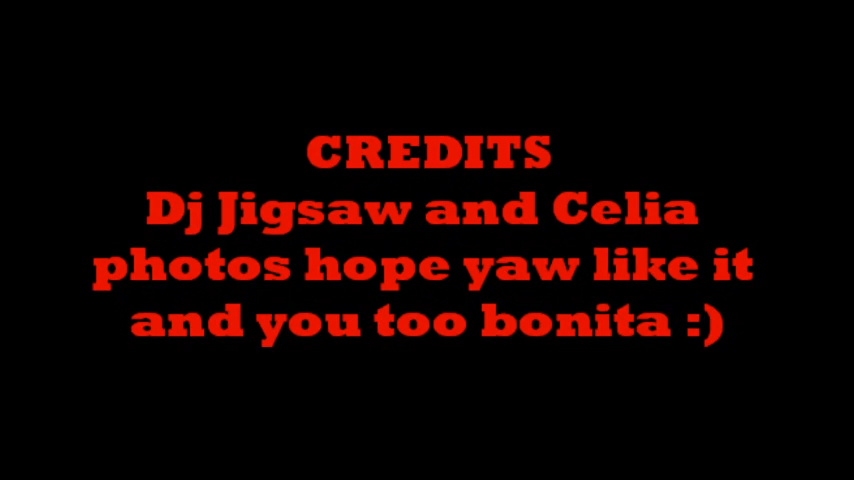 CREDITS
Dj Jigsaw and Celia
photos hope yaw like it
and you too bonita :)